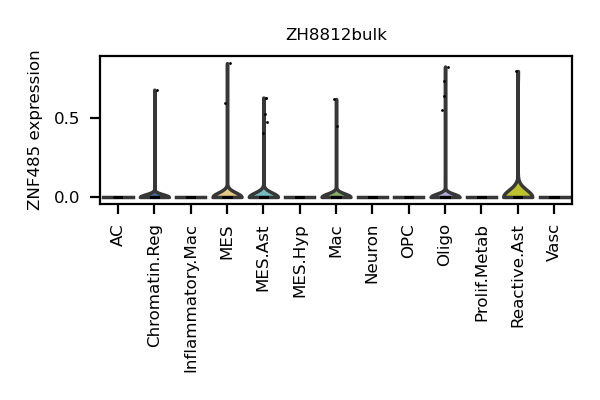 ZH8812bulk
ZNF485 expression
0.5
0.0
AC
Chromatin.Reg
Inflammatory.Mac
MES
MES.Ast
MES.Hyp
Mac
Neuron
OPC
Oligo
Prolif.Metab
Reactive.Ast
Vasc